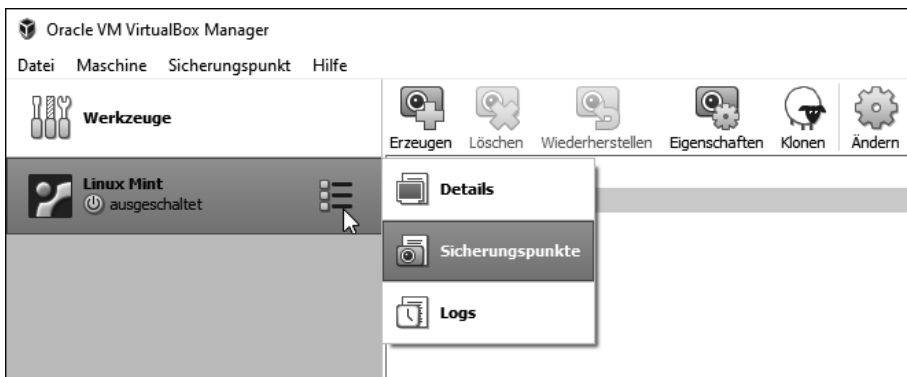 Oracle VM VirtualBox Manager
Datei Maschine Sicherungspunkt Hilfe
Werkzeuge
Erzeugen Löschen Wiederherstellen Eigenschaften Klonen Ändern
Linux Mint
ausgeschaltet
Details
Sicherungspunkte
Logs